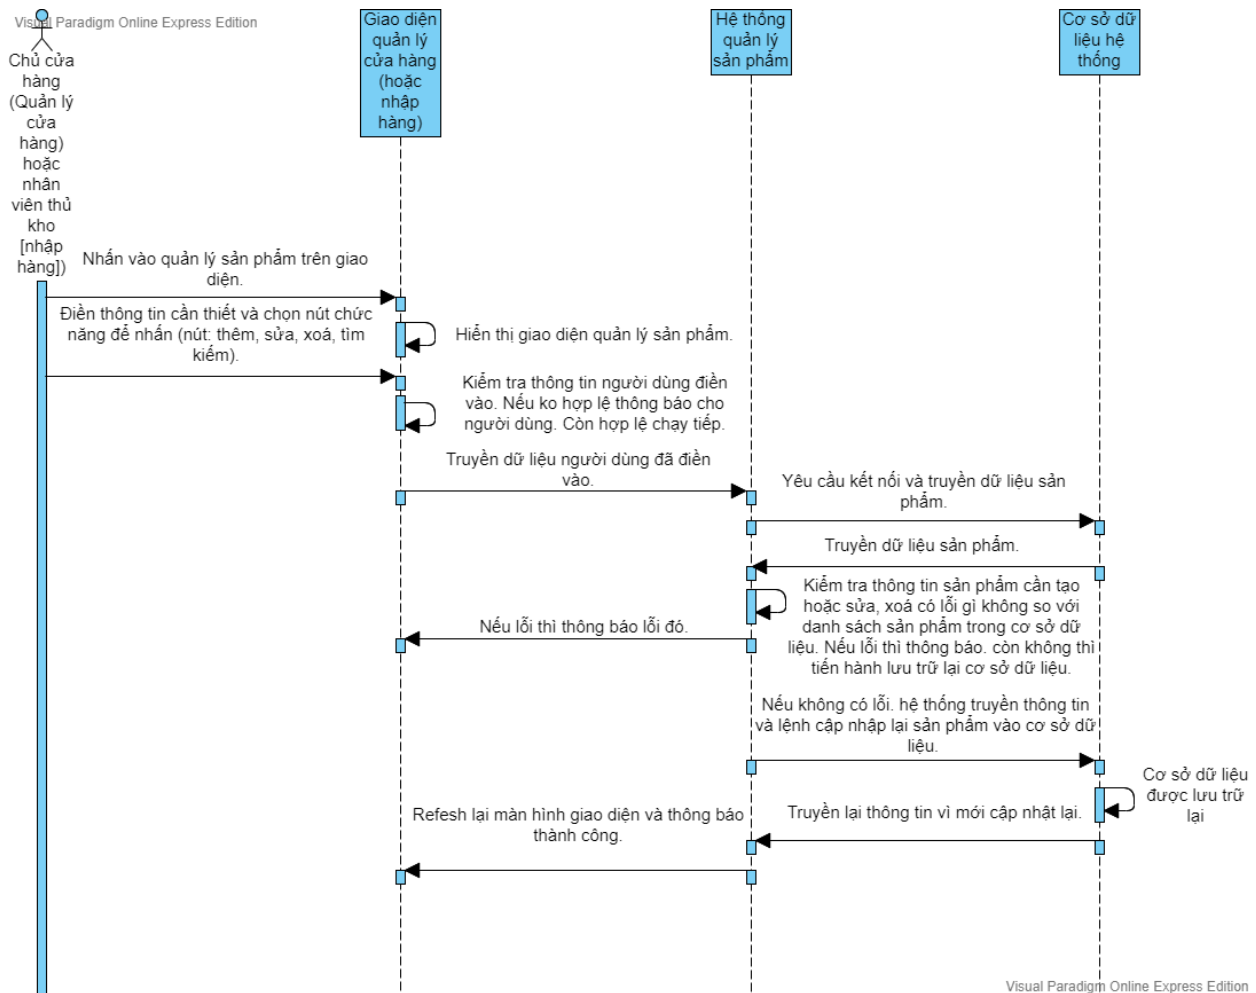 Visual Paradigm Online Express Edition
Chủ cửa
hàng
(Quản lý
cửa
hàng)
hoặc
nhân
viên thủ
kho
[nhập
hàng])
Giao diện
quản lý
cửa hàng
(hoặc
nhập
hàng)
Hệ thông
quản lý
sản phẩm
Cơ sở dữ
liệu hệ
thống
Nhấn vào quản lý sản phẩm trên giao
diện.
Điền thông tin cần thiết và chọn nút chức
năng để nhấn (nút: thêm, sửa, xoá, tìm
kiếm).
Hiển thị giao diện quản lý sản phẩm.
Kiểm tra thông tin người dùng điền
vào. Nếu ko hợp lệ thông báo cho
người dùng. Còn hợp lệ chạy tiếp.
Truyền dữ liệu người dùng đã điền
vào.
Yêu cầu kết nối và truyền dữ liệu sản
phẩm.
Truyền dữ liệu sản phẩm.
Kiểm tra thông tin sản phẩm cần tạo
hoặc sửa, xoá có lỗi gì không so với
danh sách sản phẩm trong cơ sở dữ
liệu. Nếu lỗi thì thông báo. còn không thì
tiến hành lưu trữ lại cơ sở dữ liệu.
Nếu lỗi thì thông báo lỗi đó.
Nếu không có lỗi. hệ thống truyền thông tin
và lệnh cập nhập lại sản phẩm vào cơ sở dữ
liệu.
Cơ sở dữ liệu
được lưu trữ
lại
Truyền lại thông tin vì mới cập nhật lại.
Refesh lại màn hình giao diện và thông báo
thành công.
Visual Paradigm Online Express Edition